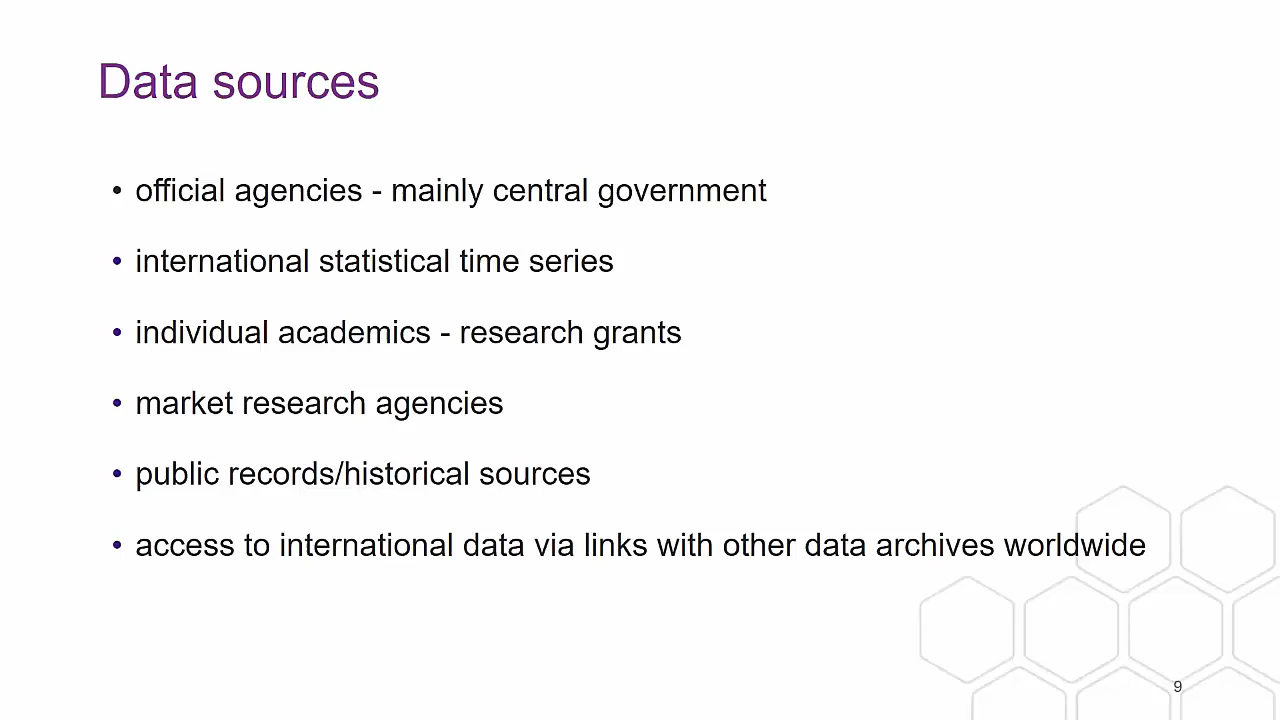 Data sources
• official agencies - mainly central government
• international statistical time series
• individual academics - research grants
• market research agencies
• public records/historical sources
• access to international data via links with other data archives worldwide
9